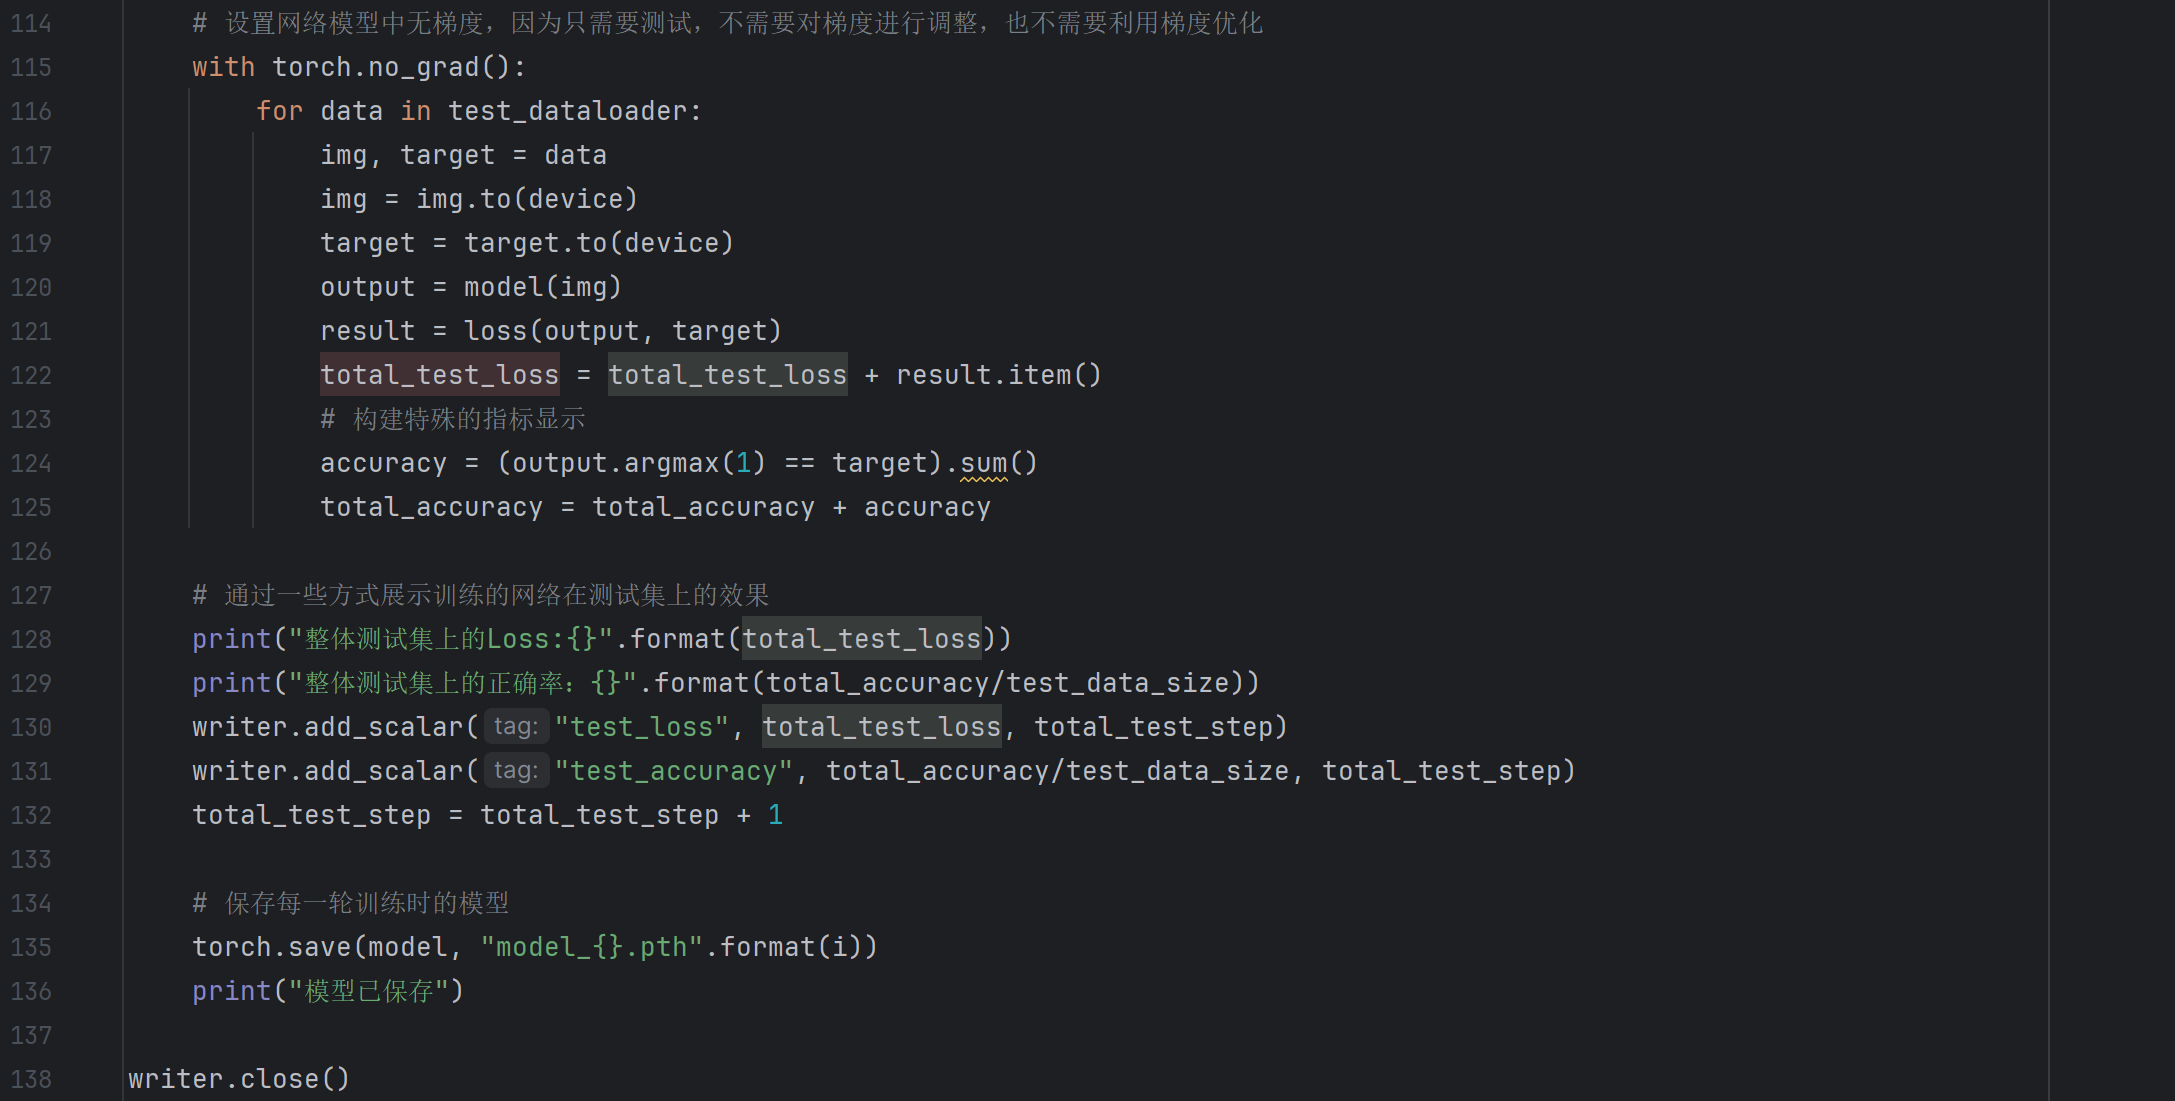 114 # 设置网络模型中无梯度，因为只需要测试，不需要对梯度进行调整，也不需要利用梯度优化
115 with torch.no_grad():
116 for data in test_dataloader:
117 img, target = data
118 img = img.to(device)
119 target = target.to(device)
120 output = model(img)
121 result = loss(output, target)
122 total_test_loss = total_test_loss + result.item()
123 # 构建特殊的指标显示
124 accuracy = (output.argmax(1) == target).sum()
125 total_accuracy = total_accuracy + accuracy
126
127 # 通过一些方式展示训练的网络在测试集上的效果
128 print("整体测试集上的Loss:{}".format(total_test_loss))
129 print("整体测试集上的正确率：{}".format(total_accuracy/test_data_size))
130 writer.add_scalar( tag: "test_loss", total_test_loss, total_test_step)
131 writer.add_scalar( tag: "test_accuracy", total_accuracy/test_data_size, total_test_step)
132 total_test_step = total_test_step + 1
133
134 # 保存每一轮训练时的模型
135 torch.save(model, "model_{}.pth".format(i))
136 print("模型已保存")
137
138 writer.close()